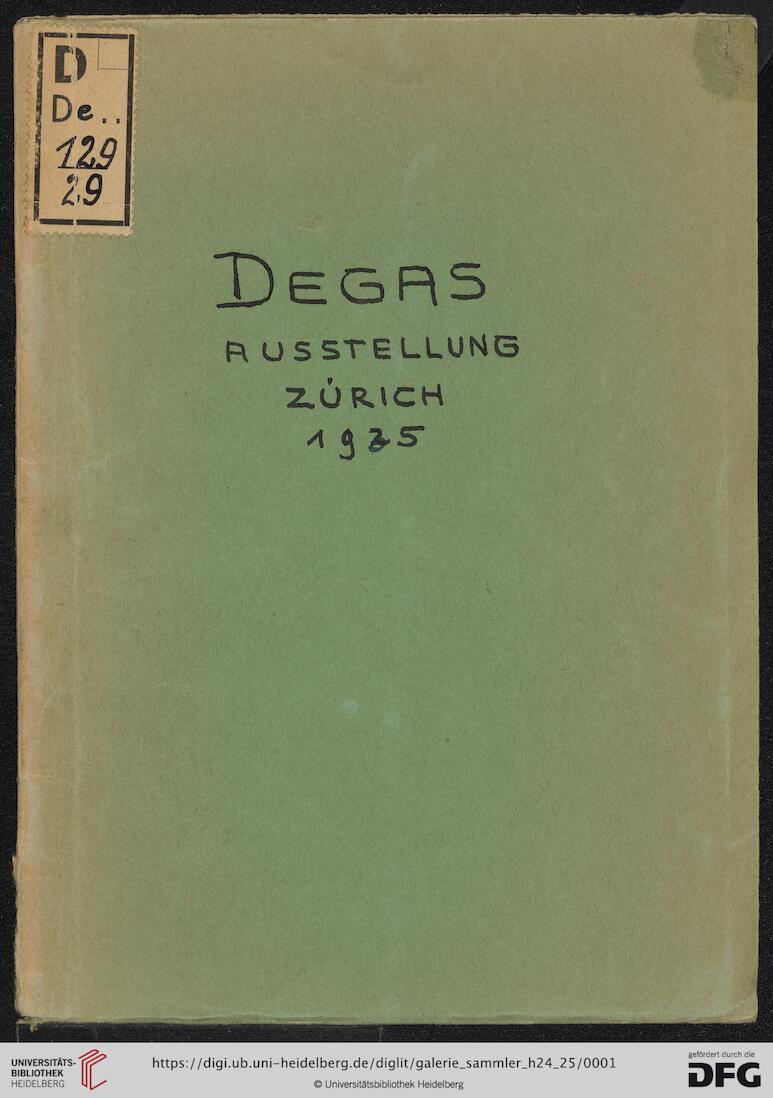 D
De..
129
29
DEGAS
AUSSTELLUNG
ZÜRICH
UNIVERSITÄTS-
BIBLIOTHEK
HEIDELBERG
https://digi.ub.uni-heidelberg.de/diglit/galerie_sammler_h24_25/0001
© Universitätsbibliothek Heidelberg
gefördert durch die
DFG